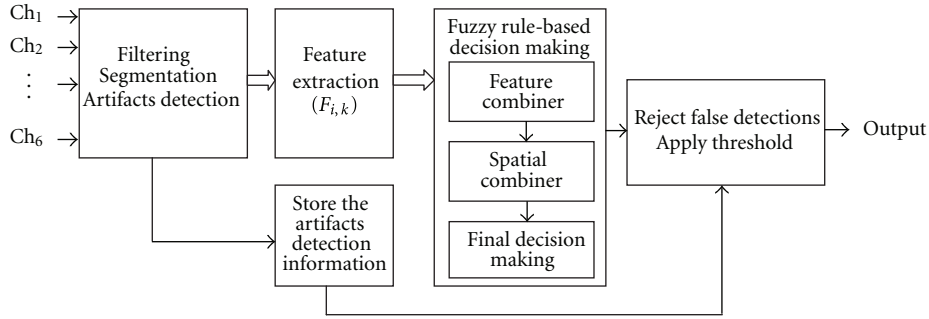 Ch1
Ch2
⋮
Ch6
Filtering
Segmentation
Artifacts detection
Feature
extraction
(Fi,k)
Fuzzy rule-based
decision making
Feature
combiner
Spatial
combiner
Final decision
making
Reject false detections
Apply threshold
Output
Store the
artifacts
detection
information